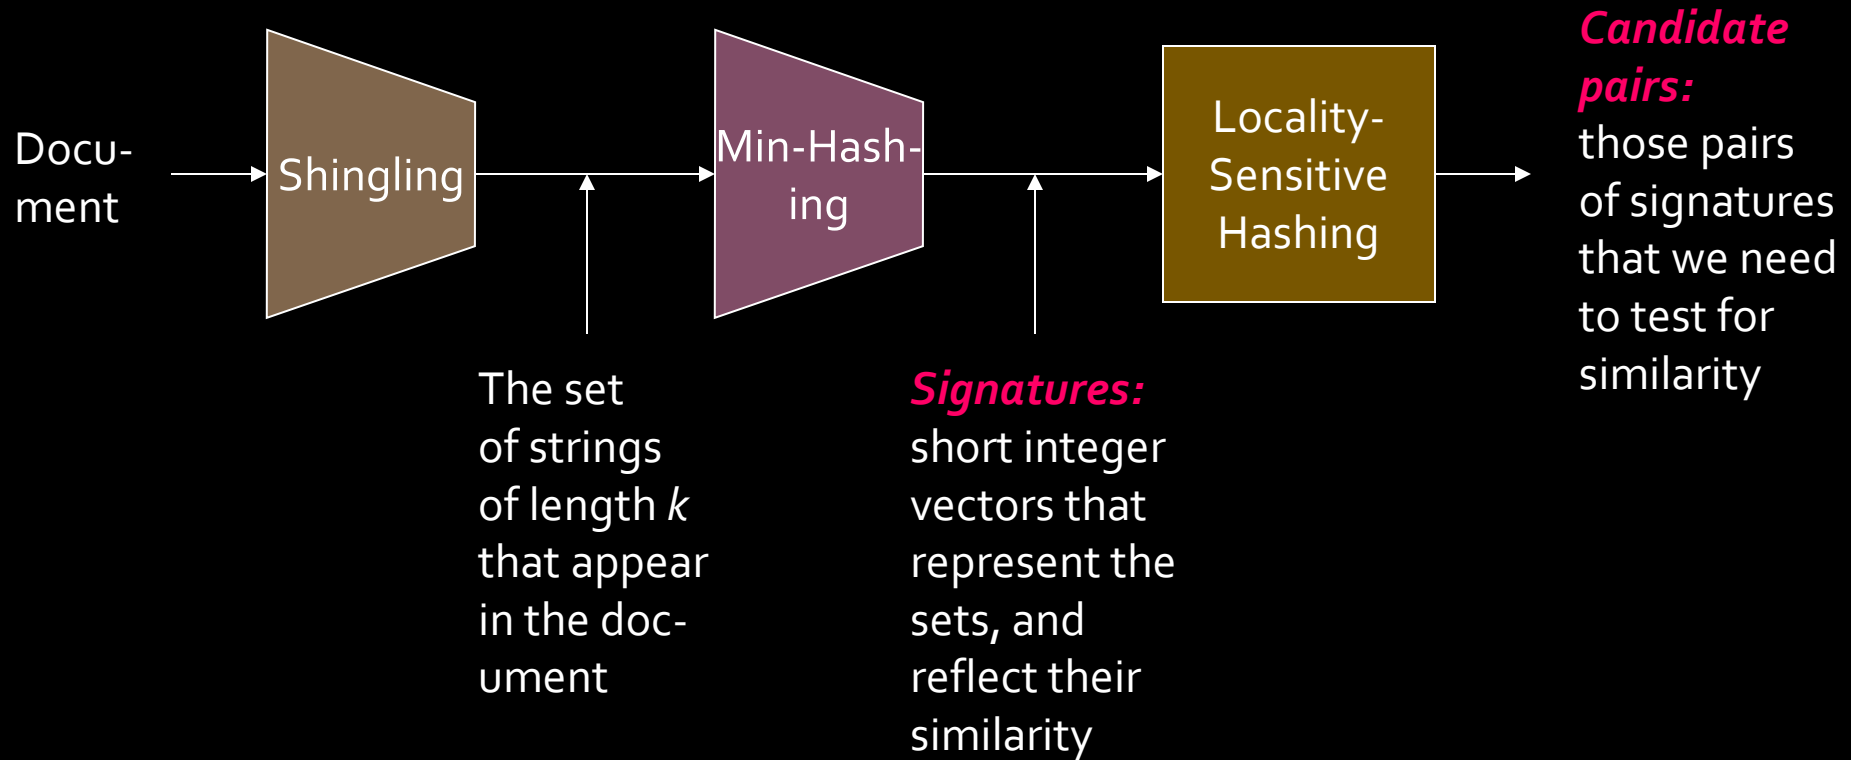 Docu-
ment
Shingling
The set
of strings
of length k
that appear
in the doc-
ument
Min-Hash-
ing
Signatures:
short integer
vectors that
represent the
sets, and
reflect their
similarity
Locality-
Sensitive
Hashing
Candidate
pairs:
those pairs
of signatures
that we need
to test for
similarity